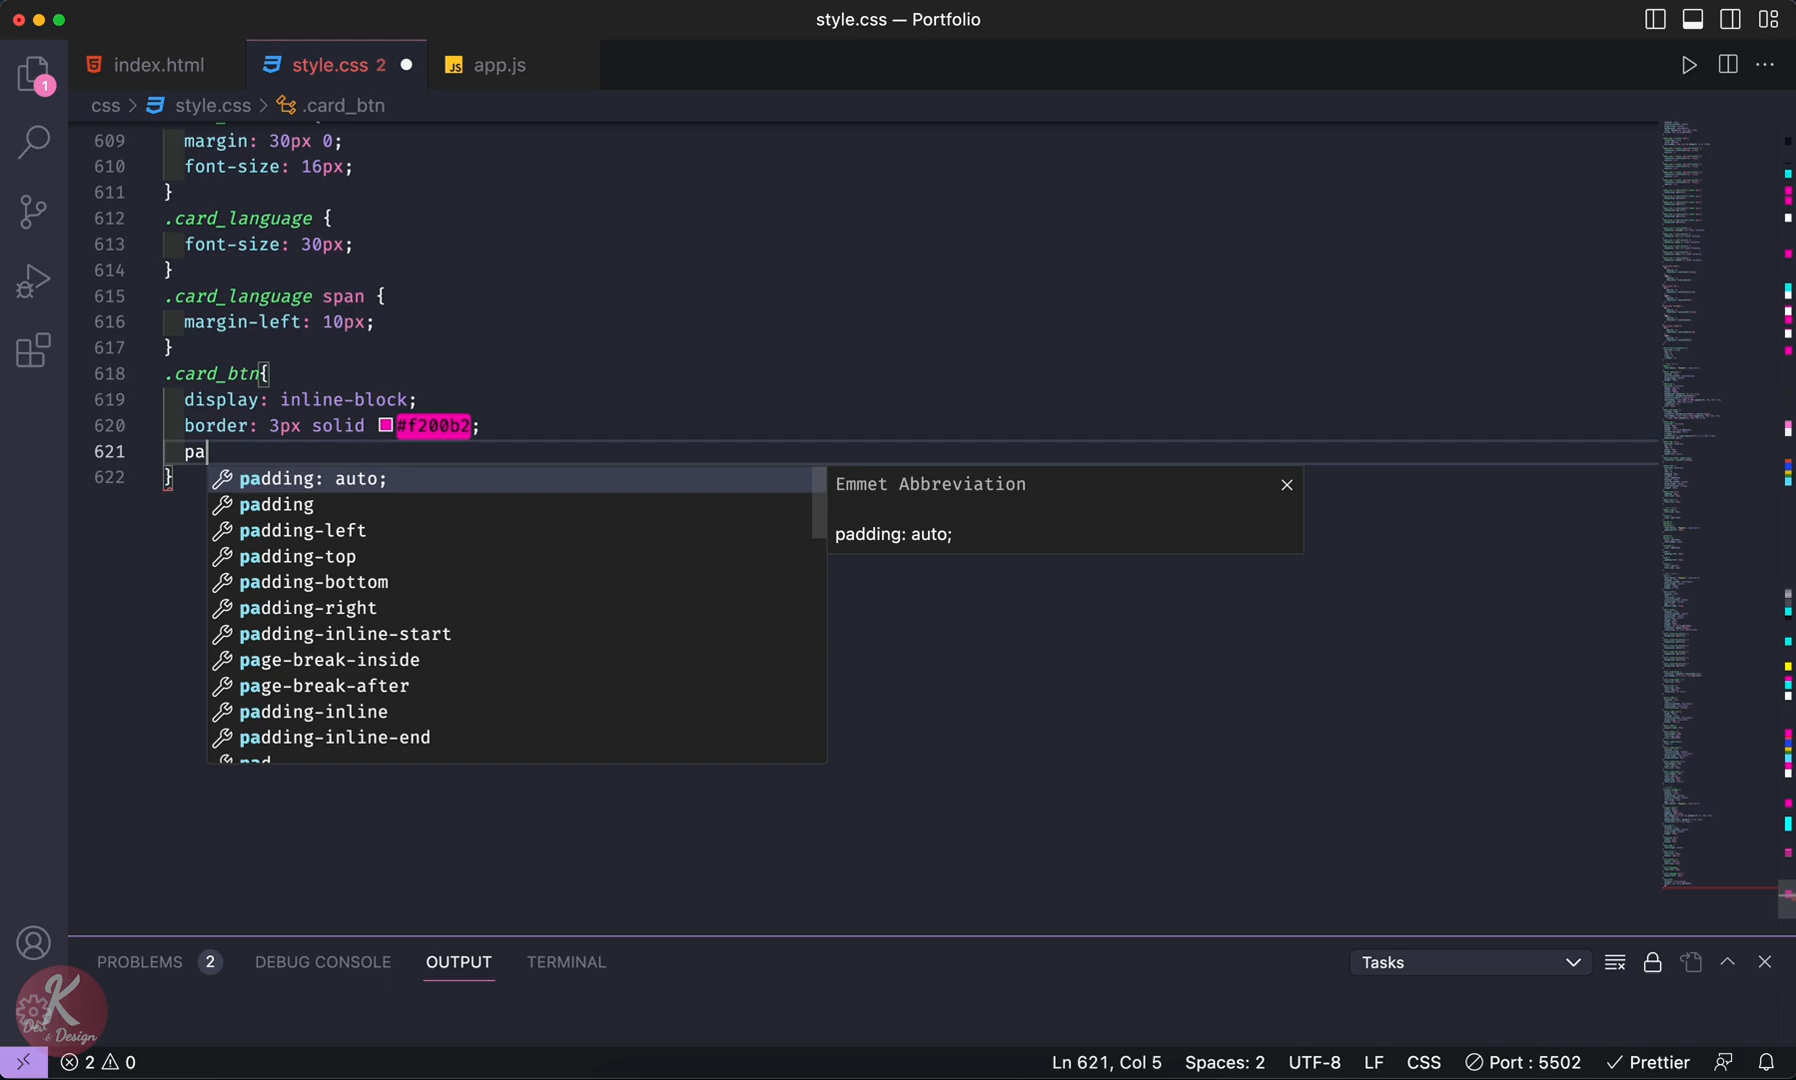 style.css — Portfolio
index.html
style.css 2
JS app.js
1
css > style.css > .card_btn
609 margin: 30px 0;
610 font-size: 16px;
611 }
612 .card_language {
613 font-size: 30px;
614 }
615 .card_language span {
616 margin-left: 10px;
617 }
618 .card_btn{
619 display: inline-block;
620 border: 3px solid #f200b2;
621 pa
622 }
padding: auto;
padding
padding-left
padding-top
padding-bottom
padding-right
padding-inline-start
page-break-inside
page-break-after
padding-inline
padding-inline-end
pad
Emmet Abbreviation
padding: auto;
PROBLEMS 2 DEBUG CONSOLE OUTPUT TERMINAL
Tasks
K
Dev & Design
2 0
Ln 621, Col 5 Spaces: 2 UTF-8 LF CSS Port : 5502 Prettier